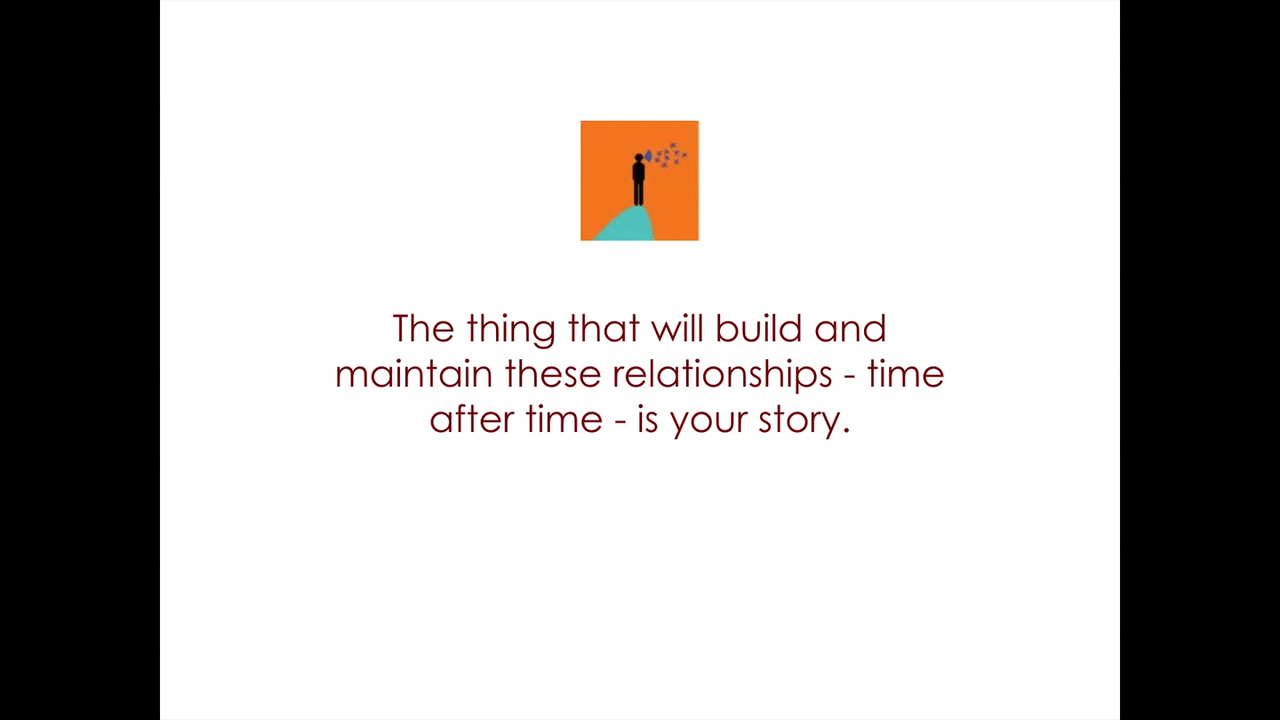 The thing that will build and
maintain these relationships - time
after time - is your story.